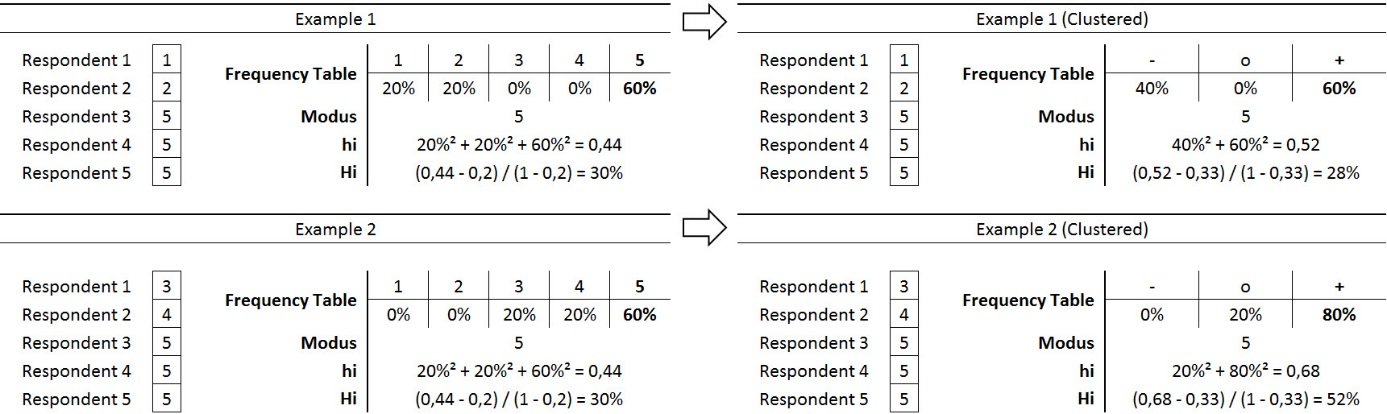 Example 1
Respondent 1 1 Frequency Table 1 2 3 4 5
Respondent 2 2 20% 20% 0% 0% 60%
Respondent 3 5 Modus 5
Respondent 4 5 hi 20%² + 20%² + 60%² = 0,44
Respondent 5 5 Hi (0,44 - 0,2) / (1 - 0,2) = 30%
Example 1 (Clustered)
Respondent 1 1 Frequency Table - o +
Respondent 2 2 40% 0% 60%
Respondent 3 5 Modus 5
Respondent 4 5 hi 40%² + 60%² = 0,52
Respondent 5 5 Hi (0,52 - 0,33) / (1 - 0,33) = 28%
Example 2
Respondent 1 3 Frequency Table 1 2 3 4 5
Respondent 2 4 0% 0% 20% 20% 60%
Respondent 3 5 Modus 5
Respondent 4 5 hi 20%² + 20%² + 60%² = 0,44
Respondent 5 5 Hi (0,44 - 0,2) / (1 - 0,2) = 30%
Example 2 (Clustered)
Respondent 1 3 Frequency Table - o +
Respondent 2 4 0% 20% 80%
Respondent 3 5 Modus 5
Respondent 4 5 hi 20%² + 80%² = 0,68
Respondent 5 5 Hi (0,68 - 0,33) / (1 - 0,33) = 52%